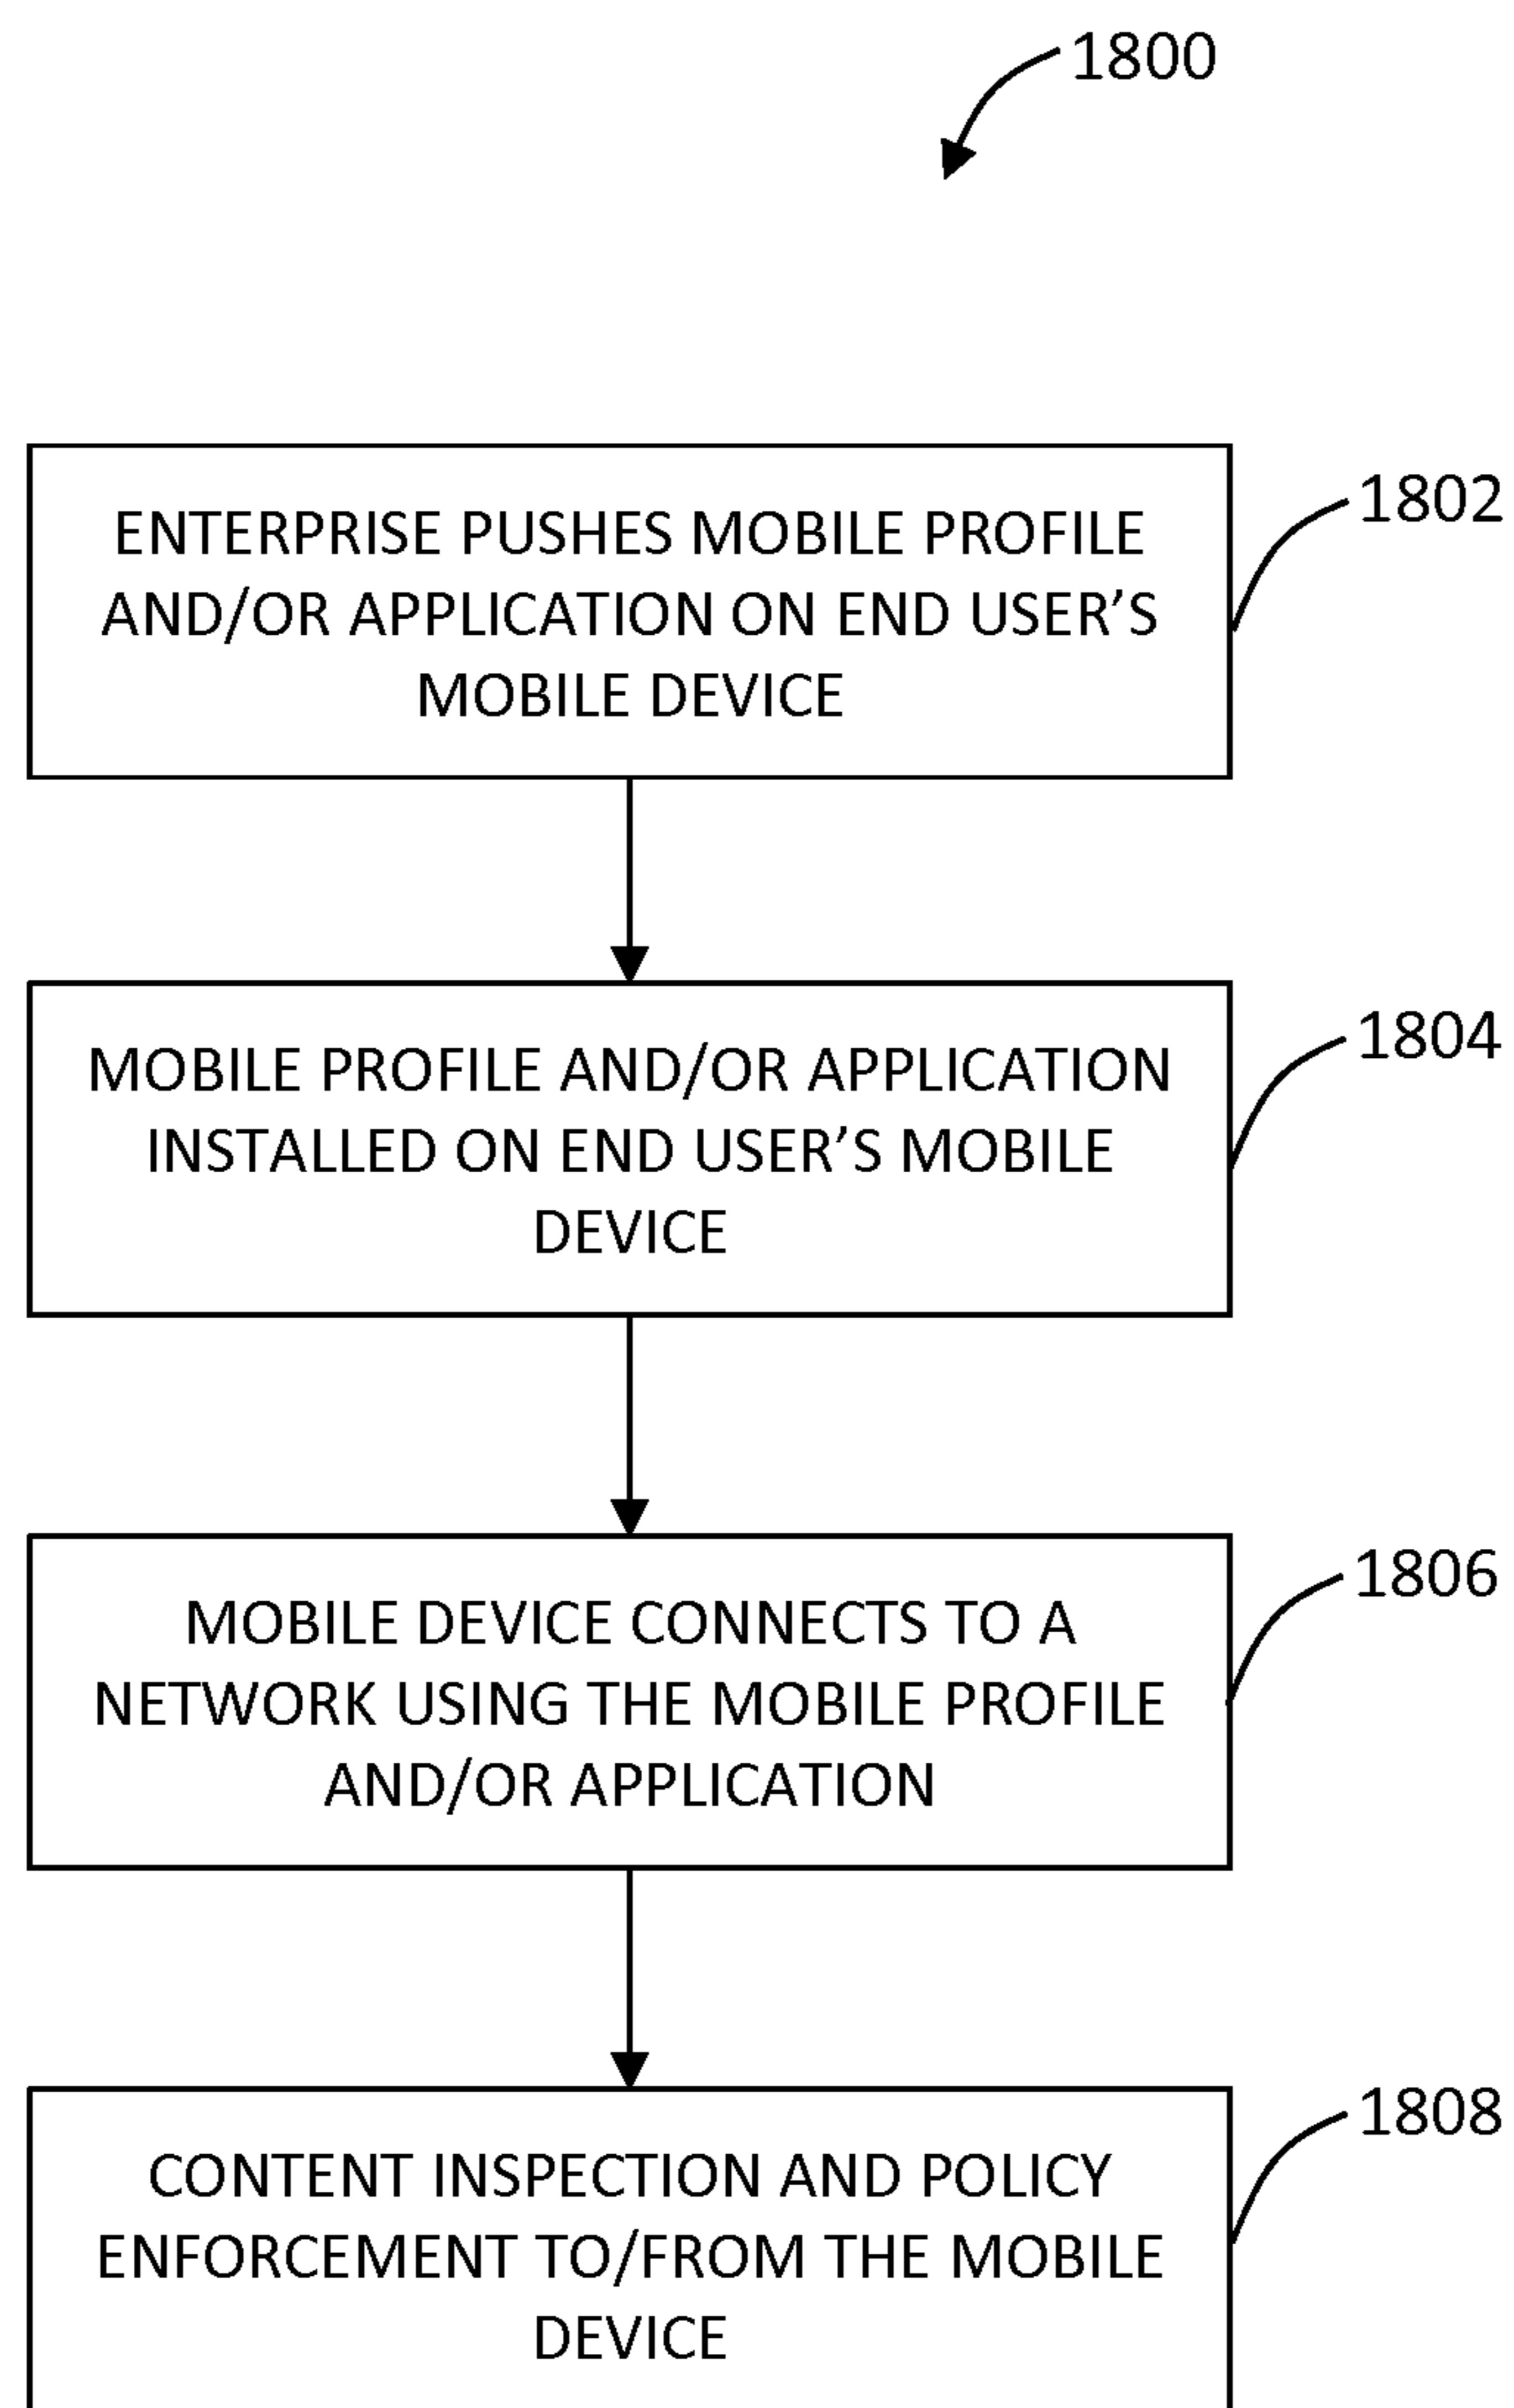 1800
ENTERPRISE PUSHES MOBILE PROFILE
AND/OR APPLICATION ON END USER’S
MOBILE DEVICE
1802
MOBILE PROFILE AND/OR APPLICATION
INSTALLED ON END USER’S MOBILE
DEVICE
1804
MOBILE DEVICE CONNECTS TO A
NETWORK USING THE MOBILE PROFILE
AND/OR APPLICATION
1806
CONTENT INSPECTION AND POLICY
ENFORCEMENT TO/FROM THE MOBILE
DEVICE
1808